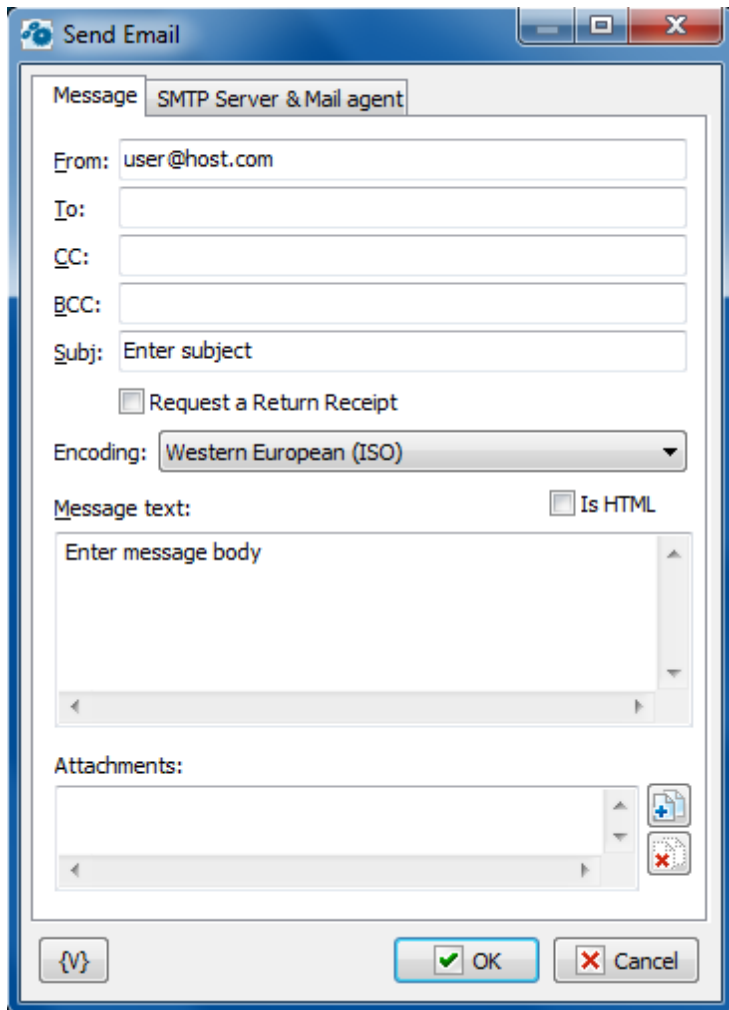 Send Email
Message SMTP Server & Mail agent
From: user@host.com
To:
CC:
BCC:
Subj: Enter subject
Request a Return Receipt
Encoding: Western European (ISO)
Message text: Is HTML
Enter message body
Attachments:
{V} OK Cancel